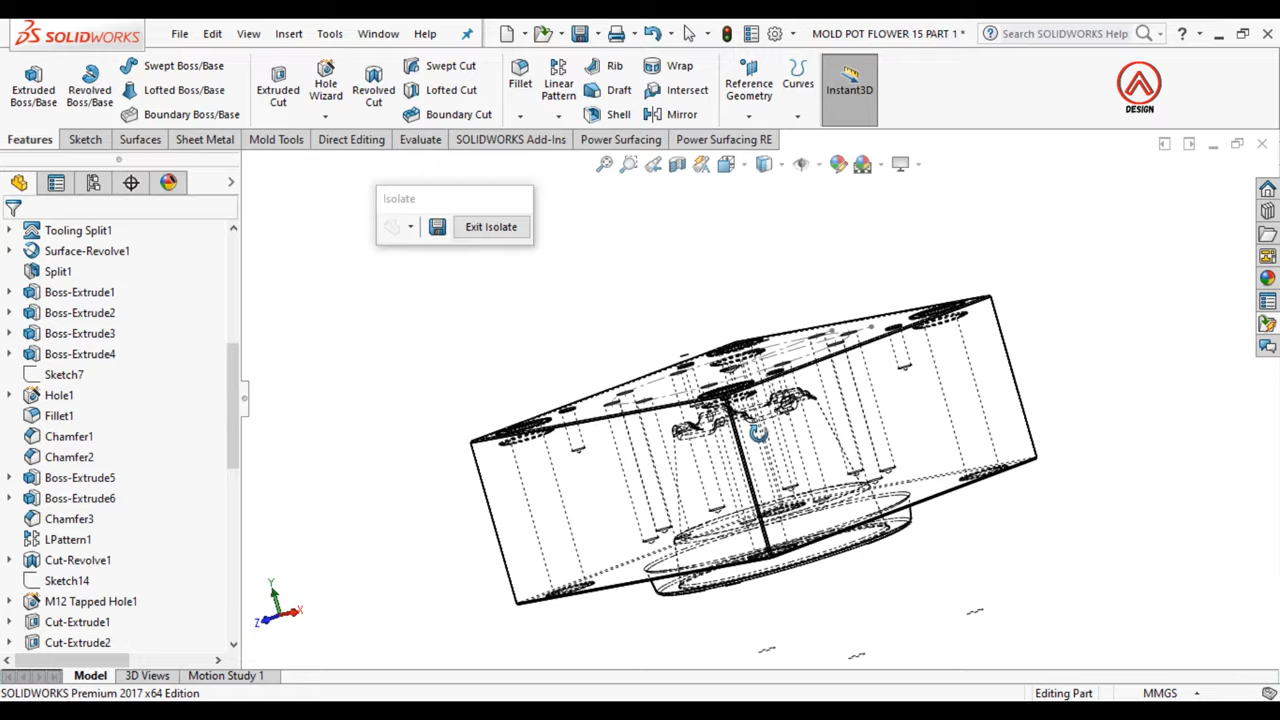 SOLIDWORKS
File Edit View Insert Tools Window Help
MOLD POT FLOWER 15 PART 1 *
Search SOLIDWORKS Help
Extruded Boss/Base
Revolved Boss/Base
Swept Boss/Base
Lofted Boss/Base
Boundary Boss/Base
Extruded Cut
Hole Wizard
Revolved Cut
Swept Cut
Lofted Cut
Boundary Cut
Fillet
Linear Pattern
Rib
Draft
Shell
Wrap
Intersect
Mirror
Reference Geometry
Curves
Instant3D
DESIGN
Features Sketch Surfaces Sheet Metal Mold Tools Direct Editing Evaluate SOLIDWORKS Add-Ins Power Surfacing Power Surfacing RE
Isolate
Exit Isolate
Tooling Split1
Surface-Revolve1
Split1
Boss-Extrude1
Boss-Extrude2
Boss-Extrude3
Boss-Extrude4
Sketch7
Hole1
Fillet1
Chamfer1
Chamfer2
Boss-Extrude5
Boss-Extrude6
Chamfer3
LPattern1
Cut-Revolve1
Sketch14
M12 Tapped Hole1
Cut-Extrude1
Cut-Extrude2
Y
X
Z
Model 3D Views Motion Study 1
SOLIDWORKS Premium 2017 x64 Edition
Editing Part
MMGS